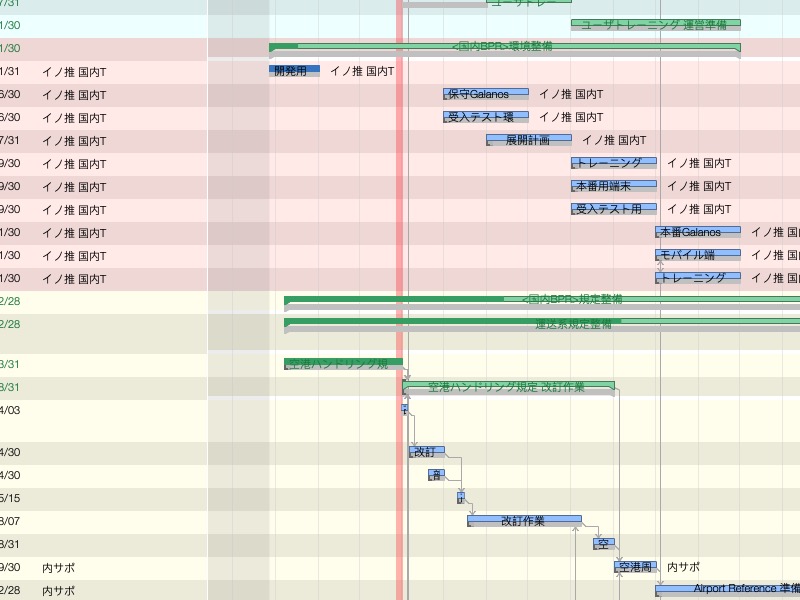 7/31 ユーザトレー
1/30 ユーザトレーニング 運営準備
1/30 <国内BPR>環境整備
1/31 イノ推 国内T 開発用 イノ推 国内T
6/30 イノ推 国内T 保守Galanos イノ推 国内T
6/30 イノ推 国内T 受入テスト環 イノ推 国内T
7/31 イノ推 国内T 展開計画 イノ推 国内T
9/30 イノ推 国内T トレーニング イノ推 国内T
9/30 イノ推 国内T 本番用端末 イノ推 国内T
9/30 イノ推 国内T 受入テスト用 イノ推 国内T
1/30 イノ推 国内T 本番Galanos イノ推 国
1/30 イノ推 国内T モバイル端 イノ推 国
1/30 イノ推 国内T トレーニング イノ推 国
2/28 <国内BPR>規定整備
2/28 運送系規定整備
3/31 空港ハンドリング規
8/31 空港ハンドリング規定 改訂作業
4/03
4/30 改訂
4/30 音
5/15
8/07 改訂作業
8/31 空
9/30 内サポ 空港周 内サポ
2/28 内サポ Airport Reference 準備